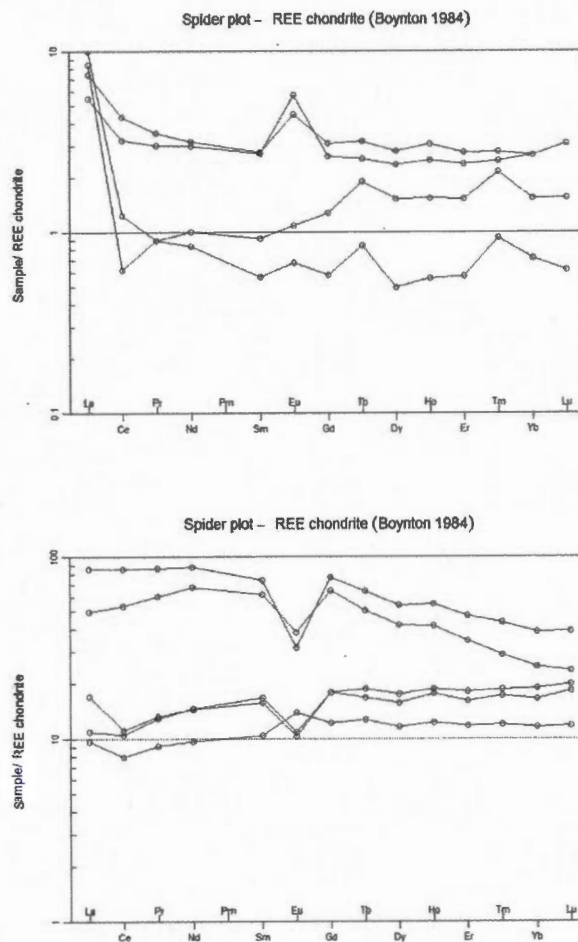 Spider plot – REE chondrite (Boynton 1984)
10
1
0.1
Sample/ REE chondrite
La Pr Pm Eu Tb Ho Tm Lu
Ce Nd Sm Gd Dy Er Yb
Spider plot – REE chondrite (Boynton 1984)
100
10
1
Sample/ REE chondrite
La Pr Pm Eu Tb Ho Tm Lu
Ce Nd Sm Gd Dy Er Yb